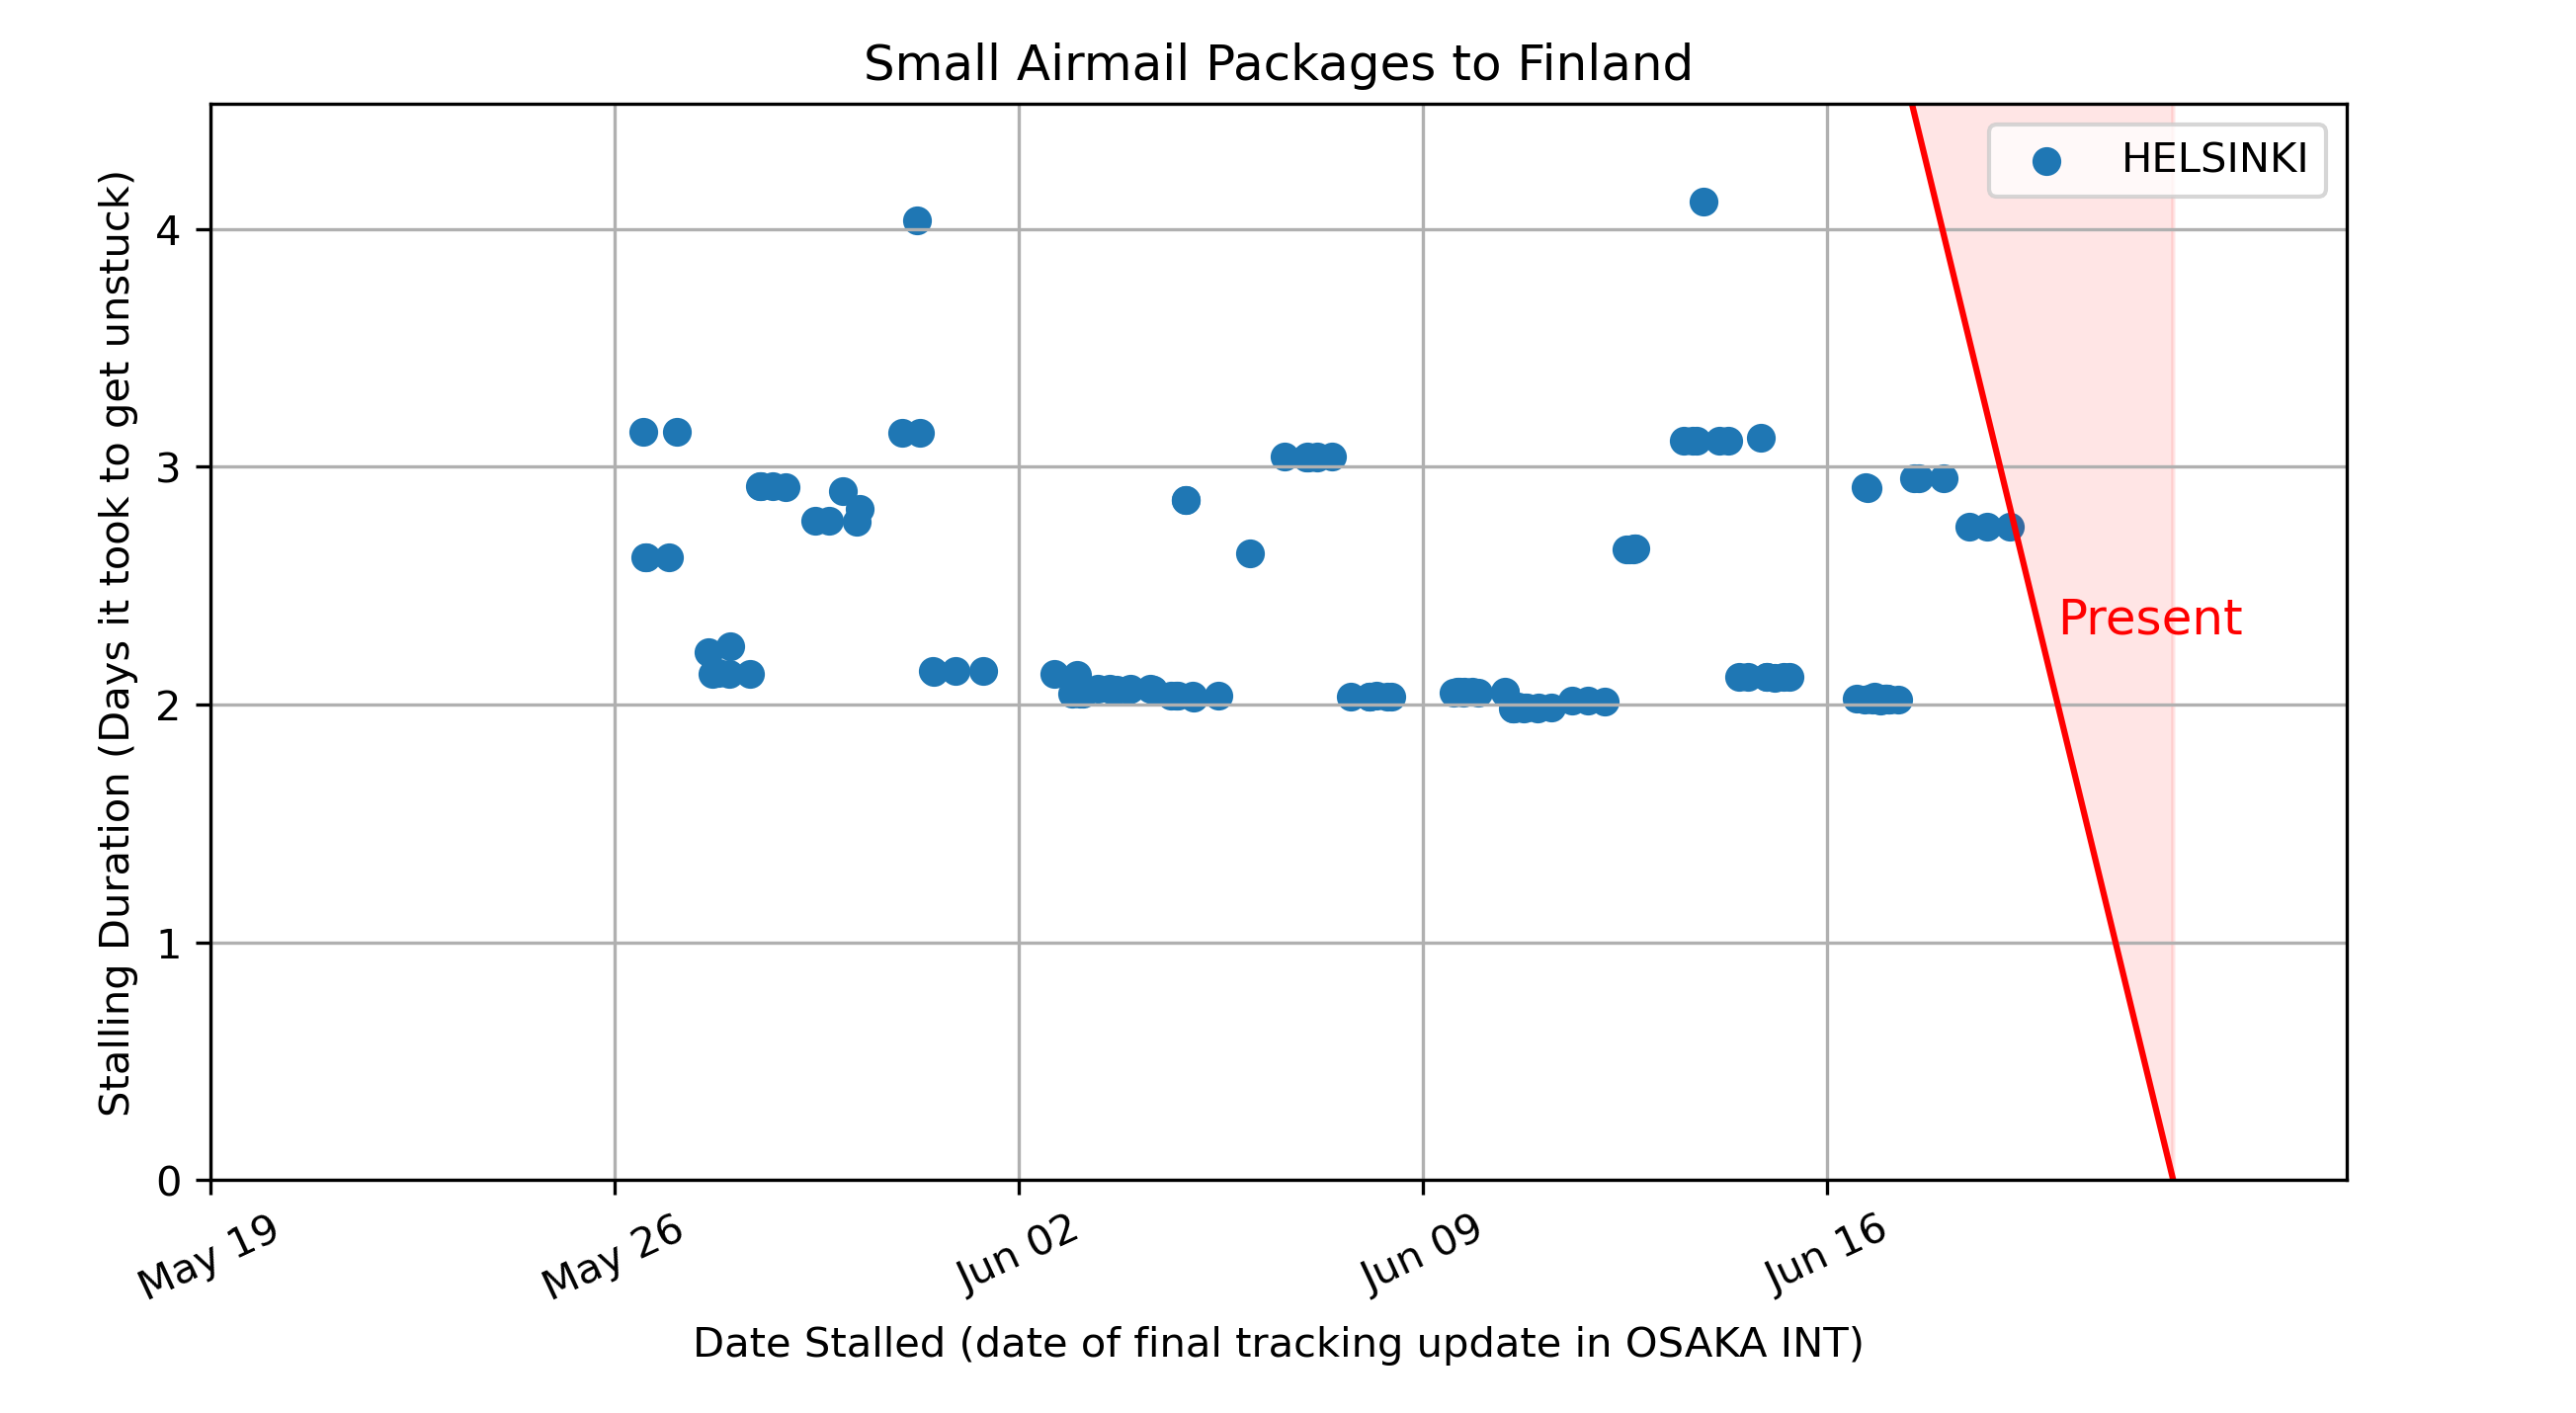 Small Airmail Packages to Finland
HELSINKI
Stalling Duration (Days it took to get unstuck)
4
3
2
1
0
Present
May 19
May 26
Jun 02
Jun 09
Jun 16
Date Stalled (date of final tracking update in OSAKA INT)